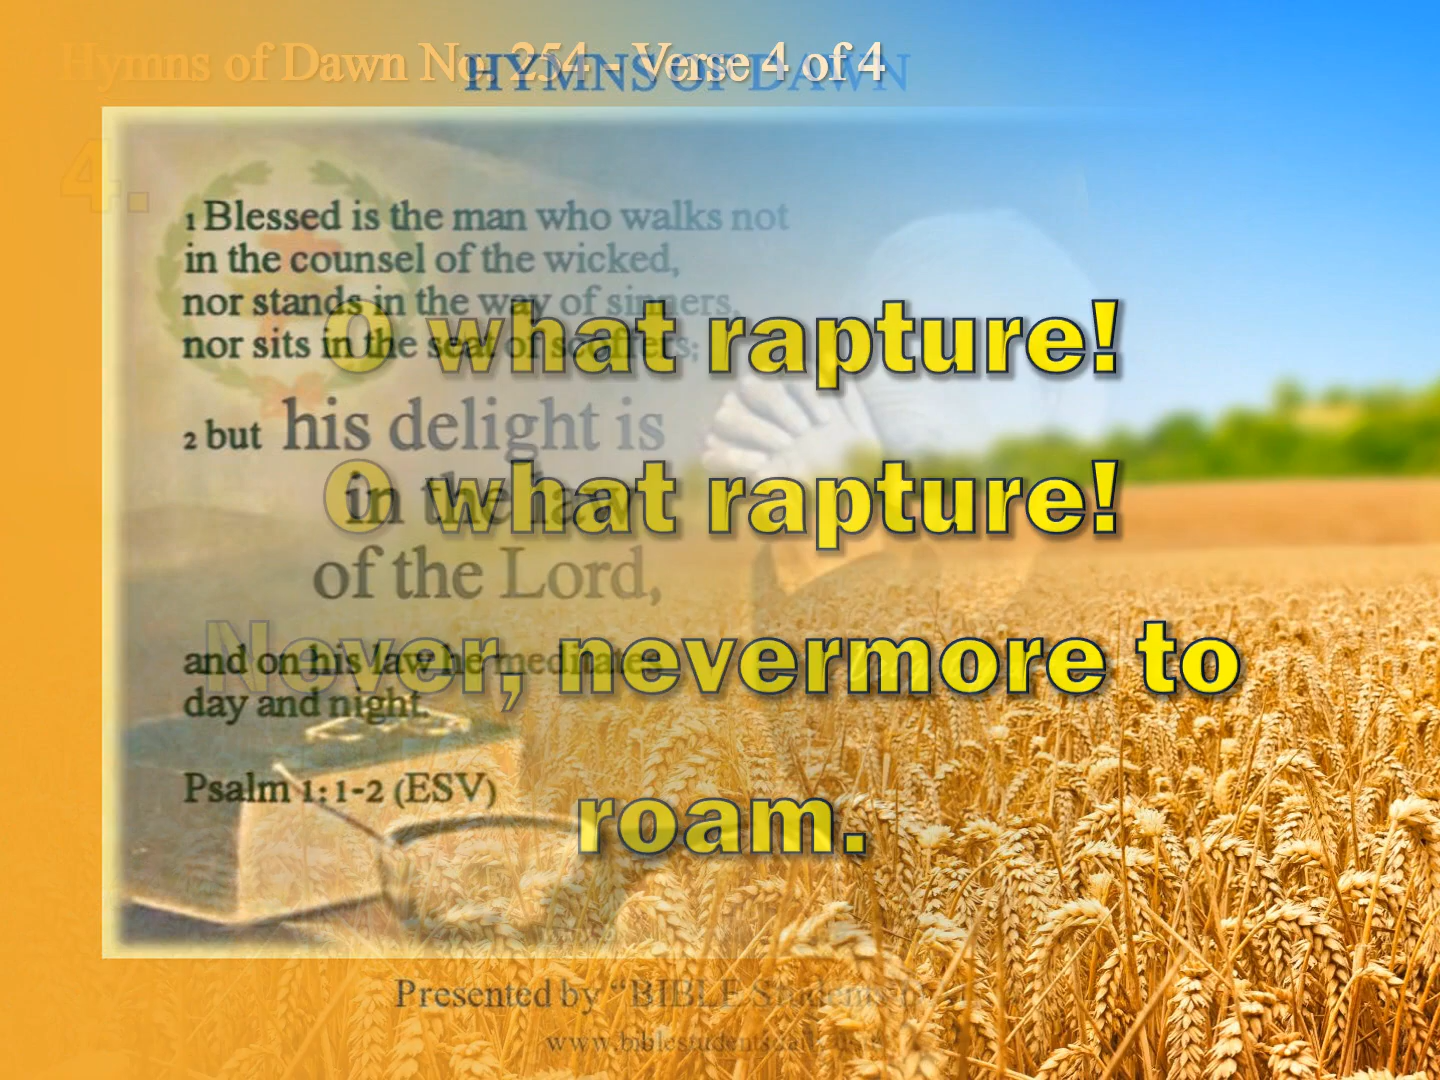 Hymns of Dawn No. 254 - Verse 4 of 4
HYMNS OF DAWN
4.
1 Blessed is the man who walks not
in the counsel of the wicked,
nor stands in the way of sinners,
nor sits in the seat of scoffers;
O what rapture!
2 but his delight is
in the law
of the Lord,
O what rapture!
and on his law he meditates
day and night.
Never, nevermore to
Psalm 1:1-2 (ESV)
roam.
Presented by “BIBLE Students